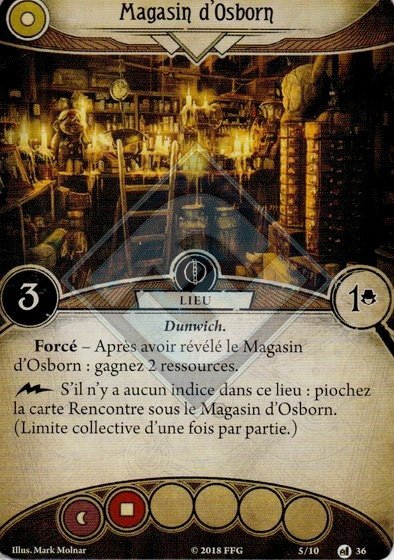 Magasin d'Osborn
3
LIEU
1
Dunwich.
Forcé – Après avoir révélé le Magasin
d'Osborn : gagnez 2 ressources.
S'il n'y a aucun indice dans ce lieu : piochez
la carte Rencontre sous le Magasin d'Osborn.
(Limite collective d'une fois par partie.)
Illus. Mark Molnar
© 2018 FFG
5/10
36